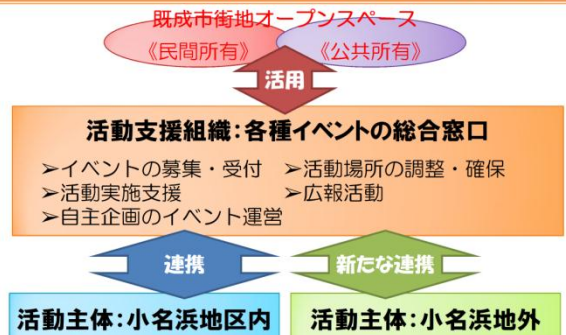 既成市街地オープンスペース
《民間所有》 《公共所有》
活用
活動支援組織：各種イベントの総合窓口
➢イベントの募集・受付 ➢活動場所の調整・確保
➢活動実施支援 ➢広報活動
➢自主企画のイベント運営
連携 新たな連携
活動主体：小名浜地区内 活動主体：小名浜地外